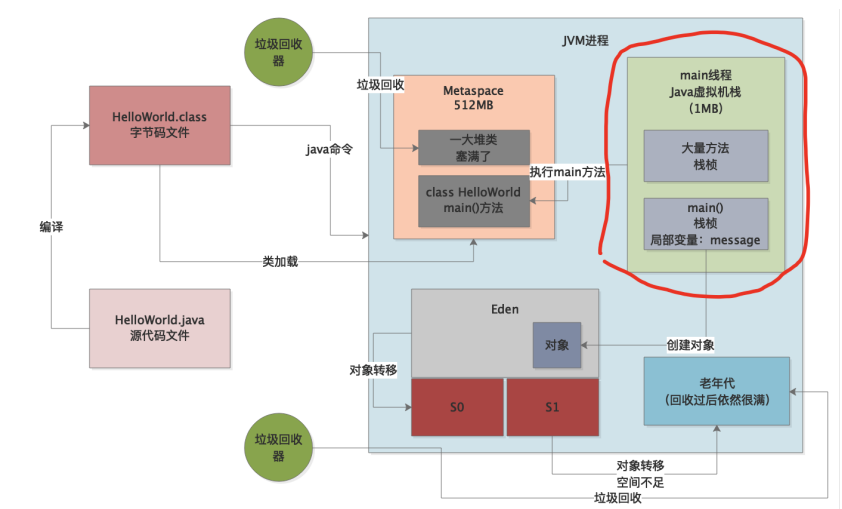 垃圾回收
器
JVM进程
垃圾回收
Metaspace
512MB
main线程
Java虚拟机栈
（1MB）
HelloWorld.class
字节码文件
java命令
一大堆类
塞满了
大量方法
栈桢
执行main方法
class HelloWorld
main()方法
main()
栈桢
局部变量：message
编译
类加载
HelloWorld.java
源代码文件
Eden
对象
创建对象
对象转移
S0
S1
老年代
（回收过后依然很满）
垃圾回收
器
对象转移
空间不足
垃圾回收